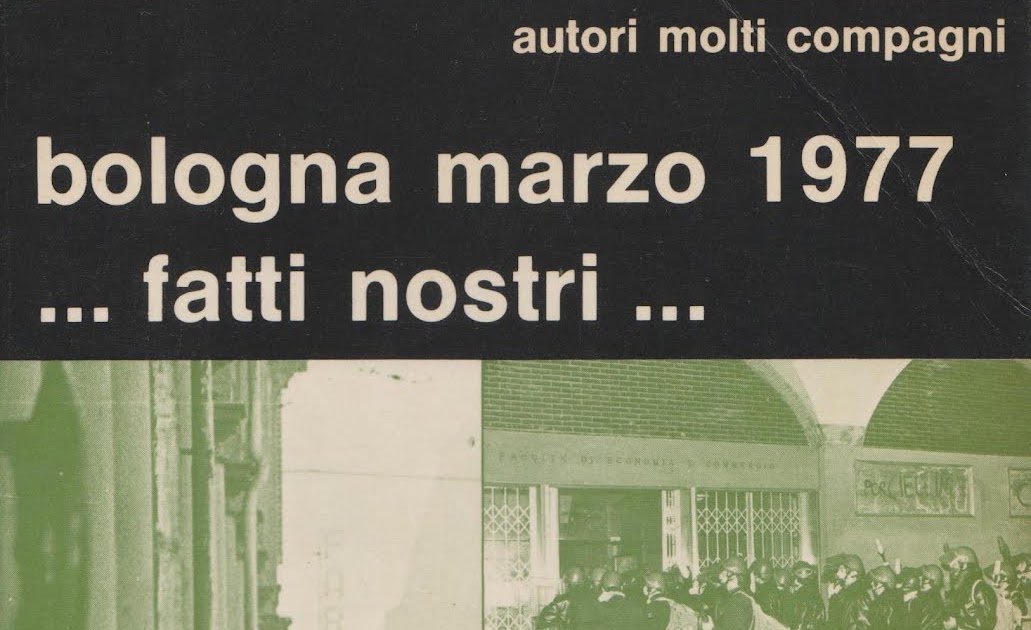 autori molti compagni
bologna marzo 1977
... fatti nostri ...
FACOLTA DI ECONOMIA E COMMERCIO